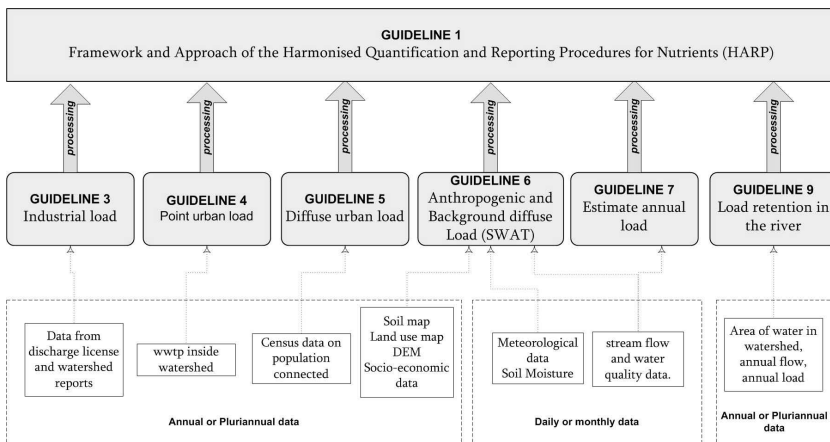 GUIDELINE 1
Framework and Approach of the Harmonised Quantification and Reporting Procedures for Nutrients (HARP)
processing
processing
processing
processing
processing
processing
GUIDELINE 3
Industrial load
GUIDELINE 4
Point urban load
GUIDELINE 5
Diffuse urban load
GUIDELINE 6
Anthropogenic and
Background diffuse
Load (SWAT)
GUIDELINE 7
Estimate annual
load
GUIDELINE 9
Load retention in
the river
Data from
discharge license
and watershed
reports
wwtp inside
watershed
Census data on
population
connected
Soil map
Land use map
DEM
Socio-economic
data
Meteorological
data
Soil Moisture
stream flow
and water
quality data.
Area of water in
watershed,
annual flow,
annual load
Annual or Pluriannual data
Daily or monthly data
Annual or Pluriannual
data